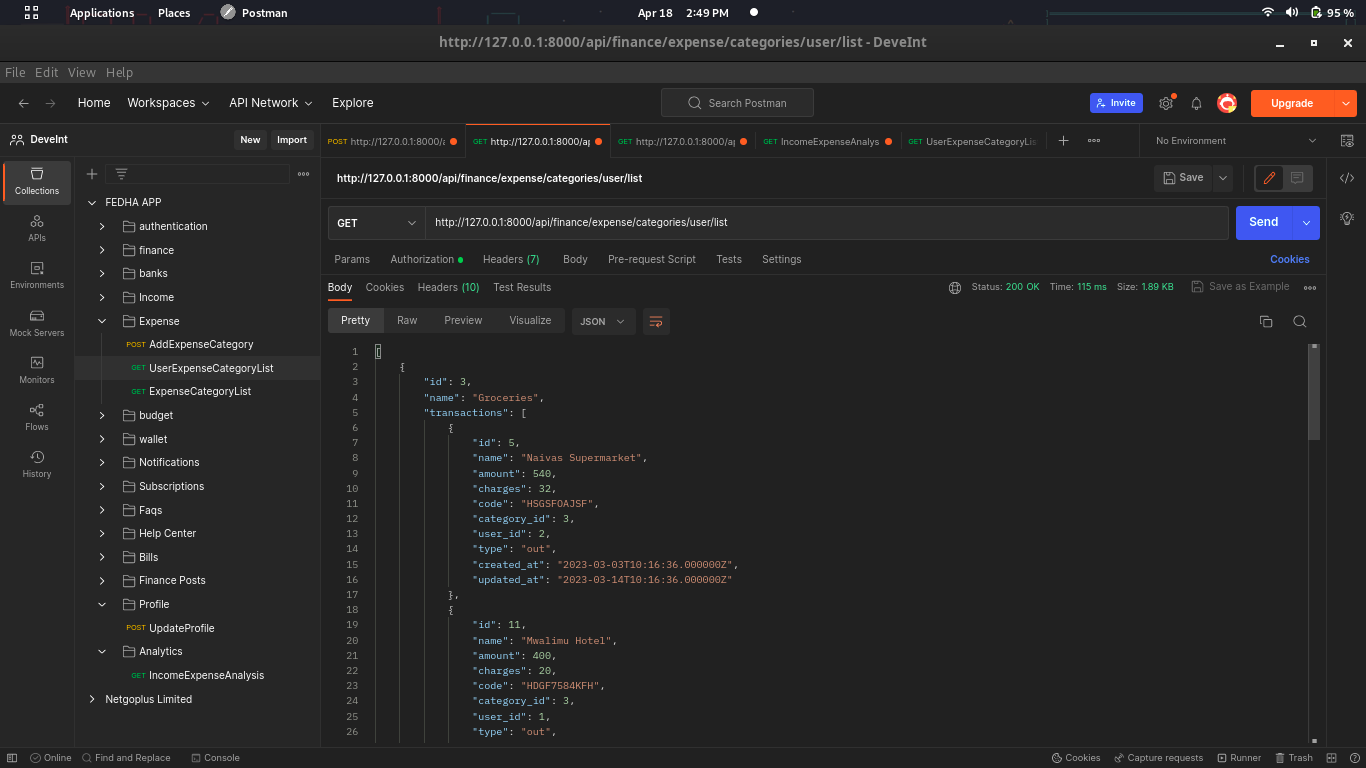 Applications Places Postman Apr 18 2:49 PM 95 %
http://127.0.0.1:8000/api/finance/expense/categories/user/list - DeveInt
File Edit View Help
Home Workspaces API Network Explore Search Postman Invite Upgrade
DeveInt New Import
POST http://127.0.0.1:8000/a GET http://127.0.0.1:8000/ap GET http://127.0.0.1:8000/ap GET IncomeExpenseAnalys GET UserExpenseCategoryLis No Environment
Collections
APIs
Environments
Mock Servers
Monitors
Flows
History
FEDHA APP
authentication
finance
banks
Income
Expense
POST AddExpenseCategory
GET UserExpenseCategoryList
GET ExpenseCategoryList
budget
wallet
Notifications
Subscriptions
Faqs
Help Center
Bills
Finance Posts
Profile
POST UpdateProfile
Analytics
GET IncomeExpenseAnalysis
Netgoplus Limited
http://127.0.0.1:8000/api/finance/expense/categories/user/list Save
GET http://127.0.0.1:8000/api/finance/expense/categories/user/list Send
Params Authorization Headers (7) Body Pre-request Script Tests Settings Cookies
Body Cookies Headers (10) Test Results Status: 200 OK Time: 115 ms Size: 1.89 KB Save as Example
Pretty Raw Preview Visualize JSON
1 [
2 {
3 "id": 3,
4 "name": "Groceries",
5 "transactions": [
6 {
7 "id": 5,
8 "name": "Naivas Supermarket",
9 "amount": 540,
10 "charges": 32,
11 "code": "HSGSFOAJSF",
12 "category_id": 3,
13 "user_id": 2,
14 "type": "out",
15 "created_at": "2023-03-03T10:16:36.000000Z",
16 "updated_at": "2023-03-14T10:16:36.000000Z"
17 },
18 {
19 "id": 11,
20 "name": "Mwalimu Hotel",
21 "amount": 400,
22 "charges": 20,
23 "code": "HDGF7584KFH",
24 "category_id": 3,
25 "user_id": 1,
26 "type": "out",
Online Find and Replace Console Cookies Capture requests Runner Trash